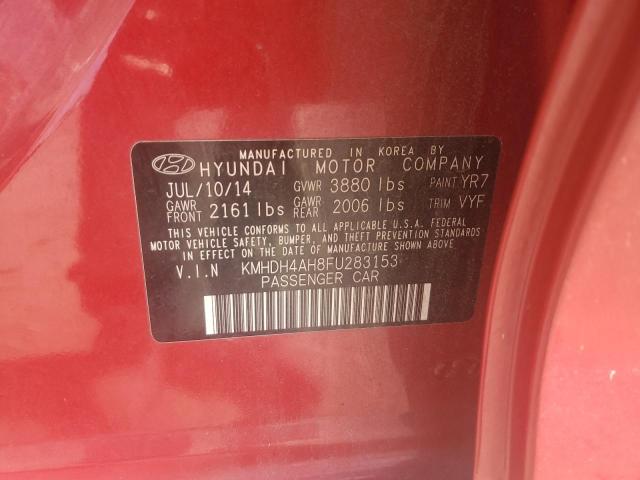 MANUFACTURED IN KOREA BY
HYUNDAI MOTOR COMPANY
JUL/10/14 GVWR 3880 lbs PAINT YR7
GAWR FRONT 2161 lbs GAWR REAR 2006 lbs TRIM VYF
THIS VEHICLE CONFORMS TO ALL APPLICABLE U.S.A. FEDERAL
MOTOR VEHICLE SAFETY, BUMPER, AND THEFT PREVENTION STANDARDS
IN EFFECT ON THE DATE OF MANUFACTURE SHOWN ABOVE.
V.I.N KMHDH4AH8FU283153
PASSENGER CAR